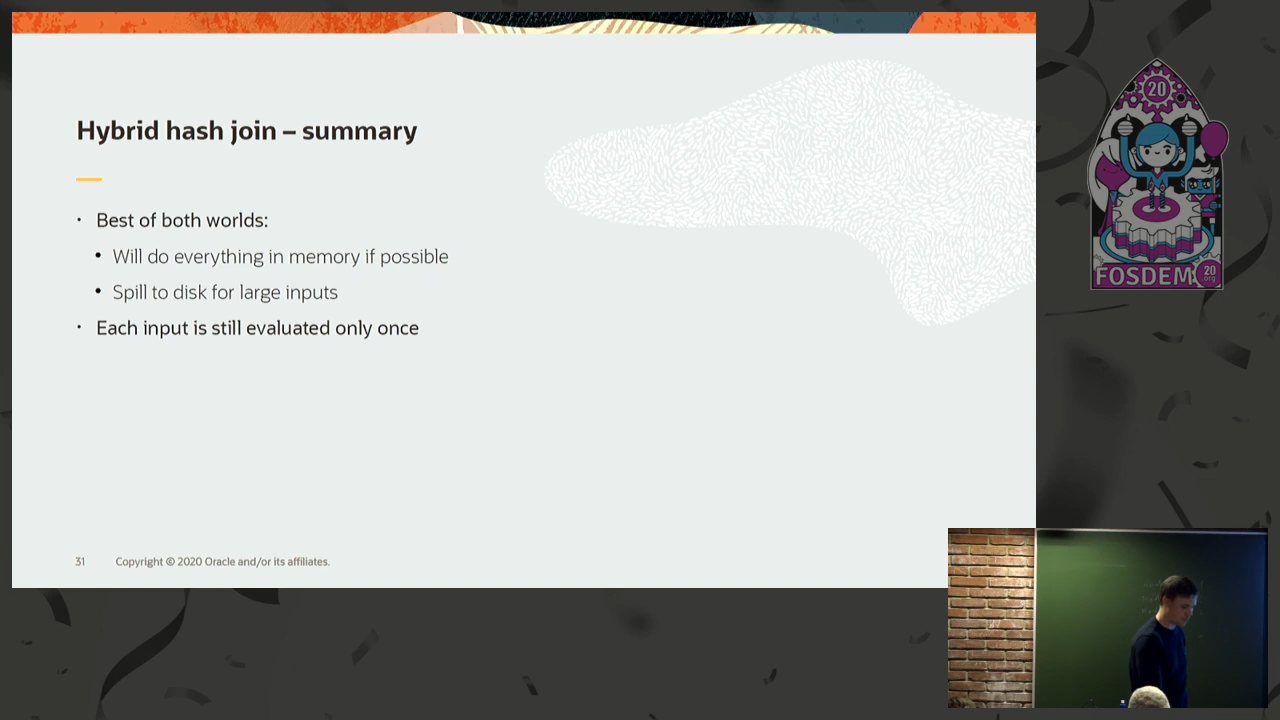 Hybrid hash join – summary
• Best of both worlds:
• Will do everything in memory if possible
• Spill to disk for large inputs
• Each input is still evaluated only once
31 Copyright © 2020 Oracle and/or its affiliates.
20
FOSDEM
20
org